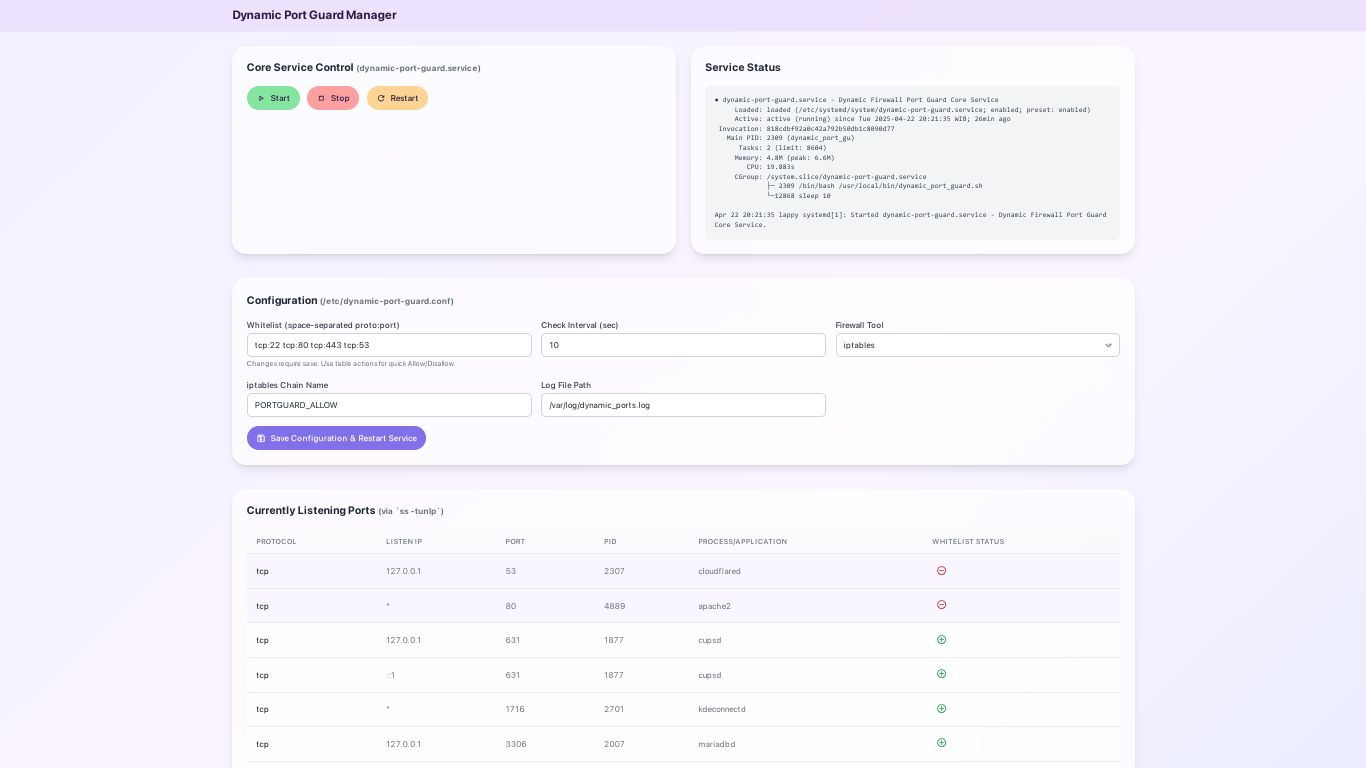 Dynamic Port Guard Manager
Core Service Control (dynamic-port-guard.service)
Start
Stop
Restart
Service Status
● dynamic-port-guard.service - Dynamic Firewall Port Guard Core Service
Loaded: loaded (/etc/systemd/system/dynamic-port-guard.service; enabled; preset: enabled)
Active: active (running) since Tue 2025-04-22 20:21:35 WIB; 26min ago
Invocation: 818cdbf92a0c42a792b50db1c8090d77
Main PID: 2309 (dynamic_port_gu)
Tasks: 2 (limit: 8604)
Memory: 4.8M (peak: 6.6M)
CPU: 19.883s
CGroup: /system.slice/dynamic-port-guard.service
├─ 2309 /bin/bash /usr/local/bin/dynamic_port_guard.sh
└─12868 sleep 10
Apr 22 20:21:35 lappy systemd[1]: Started dynamic-port-guard.service - Dynamic Firewall Port Guard
Core Service.
Configuration (/etc/dynamic-port-guard.conf)
Whitelist (space-separated proto:port)
tcp:22 tcp:80 tcp:443 tcp:53
Changes require save. Use table actions for quick Allow/Disallow.
Check Interval (sec)
10
Firewall Tool
iptables
iptables Chain Name
PORTGUARD_ALLOW
Log File Path
/var/log/dynamic_ports.log
Save Configuration & Restart Service
Currently Listening Ports (via `ss -tunlp`)
PROTOCOL LISTEN IP PORT PID PROCESS/APPLICATION WHITELIST STATUS
tcp 127.0.0.1 53 2307 cloudflared
tcp * 80 4889 apache2
tcp 127.0.0.1 631 1877 cupsd
tcp ::1 631 1877 cupsd
tcp * 1716 2701 kdeconnectd
tcp 127.0.0.1 3306 2007 mariadbd